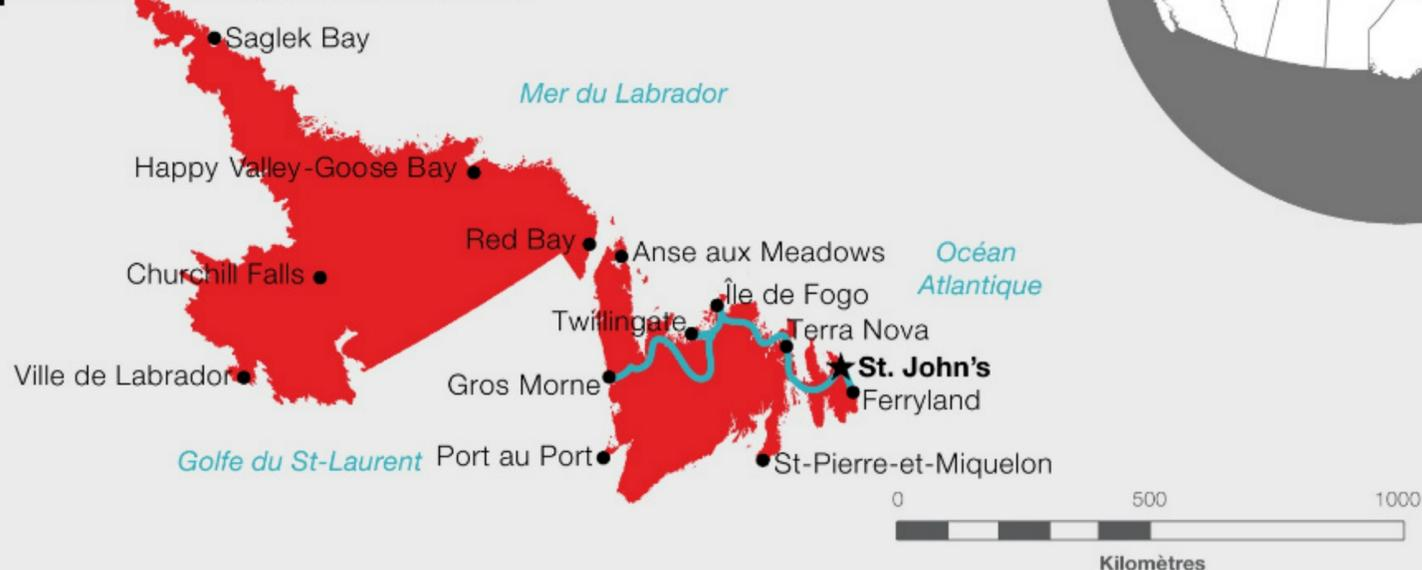 Saglek Bay
Mer du Labrador
Happy Valley-Goose Bay
Red Bay
Anse aux Meadows
Océan
Atlantique
Churchill Falls
Île de Fogo
Twillingate
Terra Nova
St. John's
Ville de Labrador
Gros Morne
Ferryland
Golfe du St-Laurent
Port au Port
St-Pierre-et-Miquelon
0 500 1000
Kilomètres